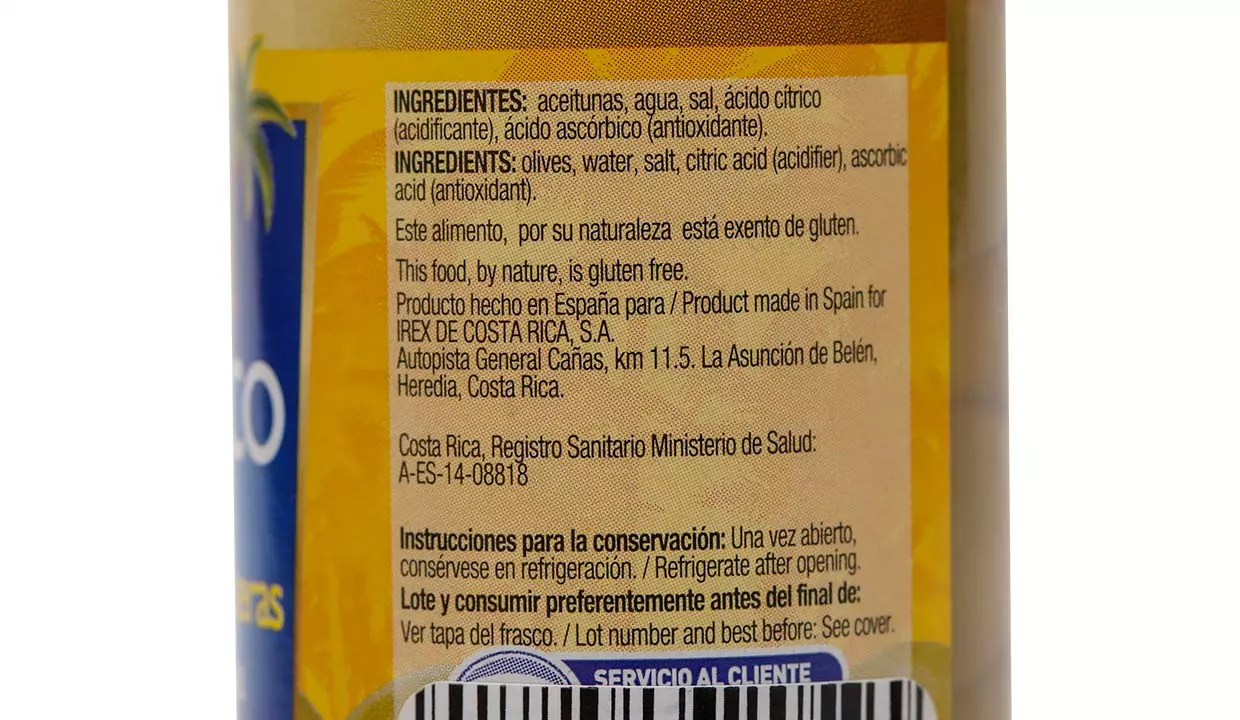 INGREDIENTES: aceitunas, agua, sal, ácido cítrico
(acidificante), ácido ascórbico (antioxidante).
INGREDIENTS: olives, water, salt, citric acid (acidifier), ascorbic
acid (antioxidant).
Este alimento, por su naturaleza está exento de gluten.
This food, by nature, is gluten free.
Producto hecho en España para / Product made in Spain for
IREX DE COSTA RICA, S.A.
Autopista General Cañas, km 11.5. La Asunción de Belén,
Heredia, Costa Rica.
Costa Rica, Registro Sanitario Ministerio de Salud:
A-ES-14-08818
Instrucciones para la conservación: Una vez abierto,
consérvese en refrigeración. / Refrigerate after opening.
Lote y consumir preferentemente antes del final de:
Ver tapa del frasco. / Lot number and best before: See cover.
SERVICIO AL CLIENTE